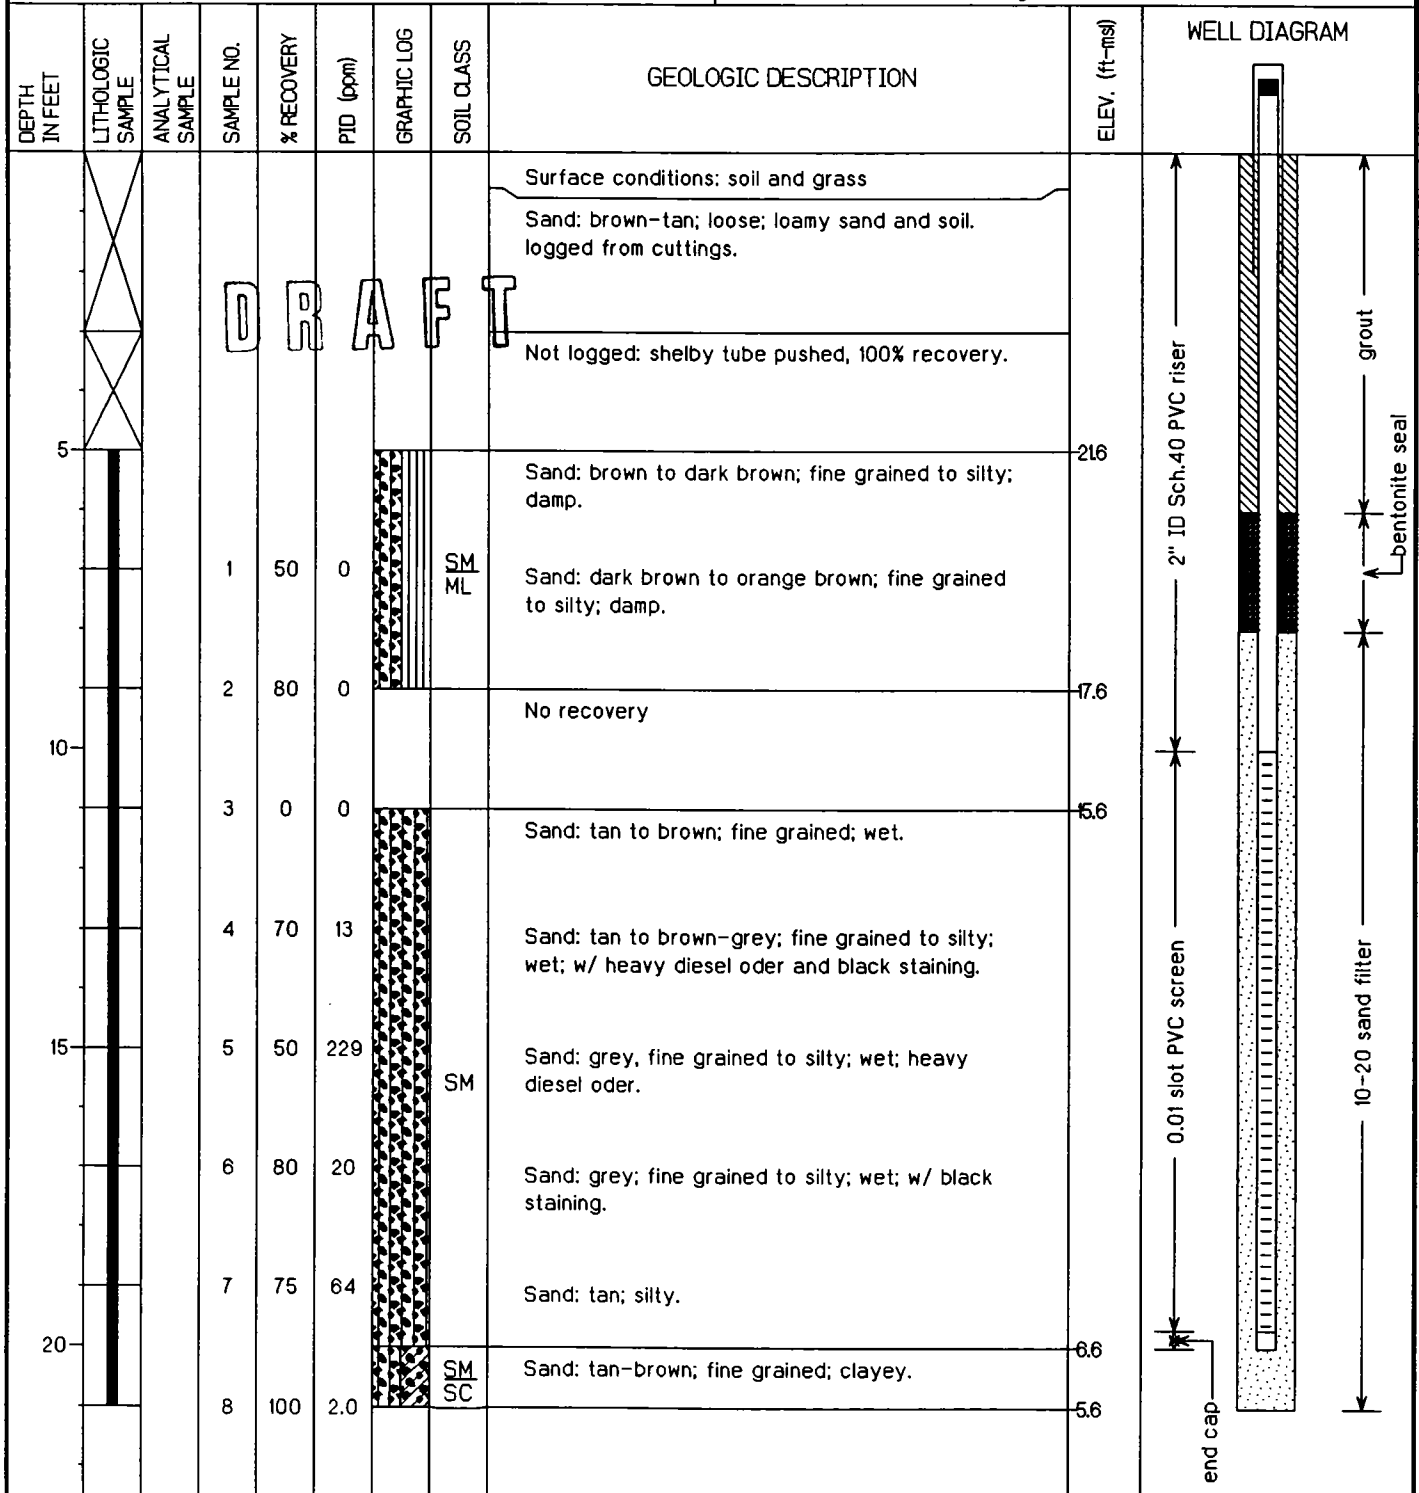 DEPTH
IN FEET
LITHOLOGIC
SAMPLE
ANALYTICAL
SAMPLE
SAMPLE NO.
% RECOVERY
PID (ppm)
GRAPHIC LOG
SOIL CLASS
GEOLOGIC DESCRIPTION
ELEV. (ft-msl)
WELL DIAGRAM
Surface conditions: soil and grass
Sand: brown-tan; loose; loamy sand and soil.
logged from cuttings.
DRAFT
Not logged: shelby tube pushed, 100% recovery.
5
21.6
Sand: brown to dark brown; fine grained to silty;
damp.
1 50 0
SM
ML
Sand: dark brown to orange brown; fine grained
to silty; damp.
2 80 0
17.6
No recovery
10
3 0 0
15.6
Sand: tan to brown; fine grained; wet.
4 70 13
Sand: tan to brown-grey; fine grained to silty;
wet; w/ heavy diesel oder and black staining.
15
5 50 229
Sand: grey, fine grained to silty; wet; heavy
diesel oder.
SM
6 80 20
Sand: grey; fine grained to silty; wet; w/ black
staining.
7 75 64
Sand: tan; silty.
20
6.6
SM
SC
Sand: tan-brown; fine grained; clayey.
8 100 2.0
5.6
2" ID Sch.40 PVC riser
0.01 slot PVC screen
end cap
grout
bentonite seal
10-20 sand filter